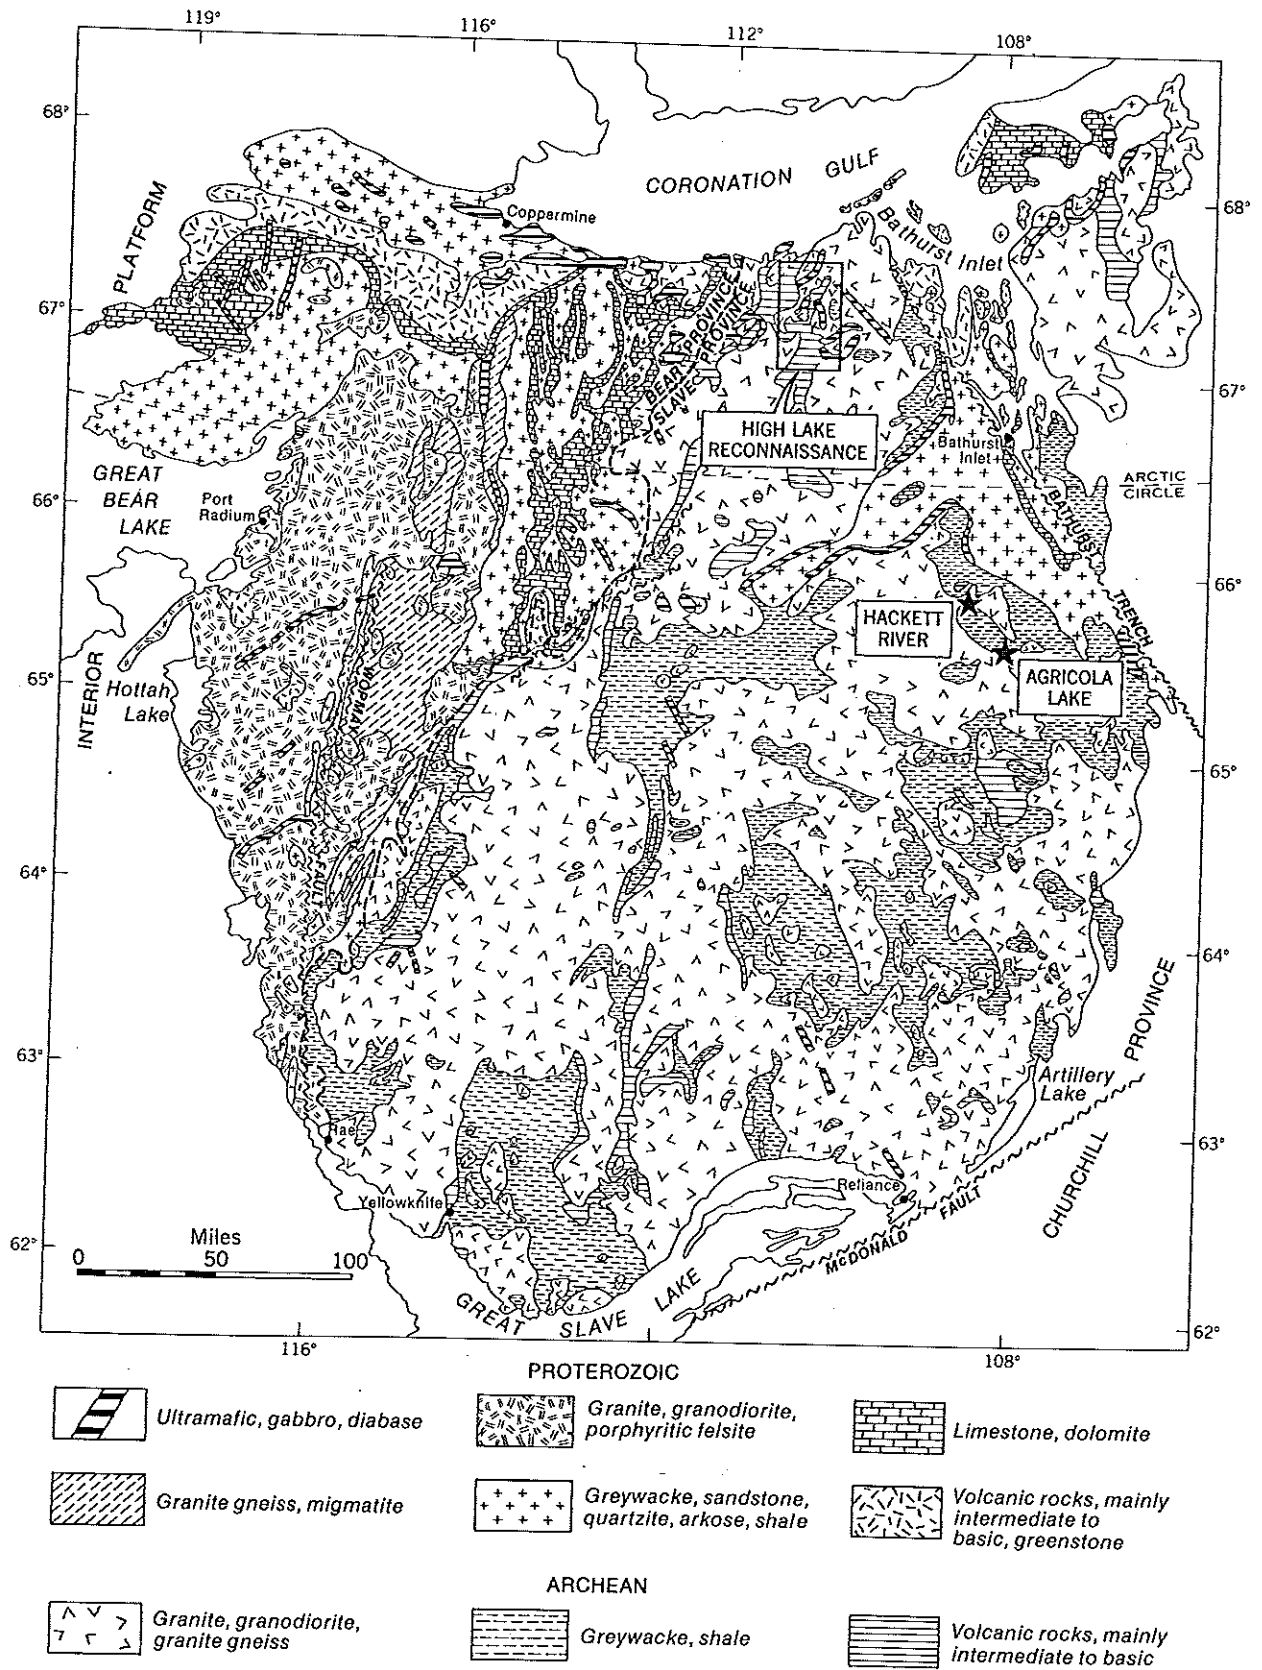 119°
116°
112°
108°
68°
CORONATION GULF
PLATFORM
Coppermine
Bathurst Inlet
68°
67°
BEAR PROVINCE
SLAVE PROVINCE
67°
HIGH LAKE
RECONNAISSANCE
Bathurst
Inlet
ARCTIC
CIRCLE
GREAT
BEAR
LAKE
66°
Port
Radium
BATHURST
TRENCH
66°
HACKETT
RIVER
AGRICOLA
LAKE
INTERIOR
65°
Hottah
Lake
WOPMAY
FAULT
65°
64°
64°
PROVINCE
CHURCHILL
63°
Artillery
Lake
Rae
63°
Reliance
Yellowknife
McDONALD FAULT
62°
Miles
0 50 100
GREAT SLAVE LAKE
62°
116°
108°
PROTEROZOIC
Ultramafic, gabbro, diabase
Granite, granodiorite,
porphyritic felsite
Limestone, dolomite
Granite gneiss, migmatite
Greywacke, sandstone,
quartzite, arkose, shale
Volcanic rocks, mainly
intermediate to
basic, greenstone
ARCHEAN
Granite, granodiorite,
granite gneiss
Greywacke, shale
Volcanic rocks, mainly
intermediate to basic